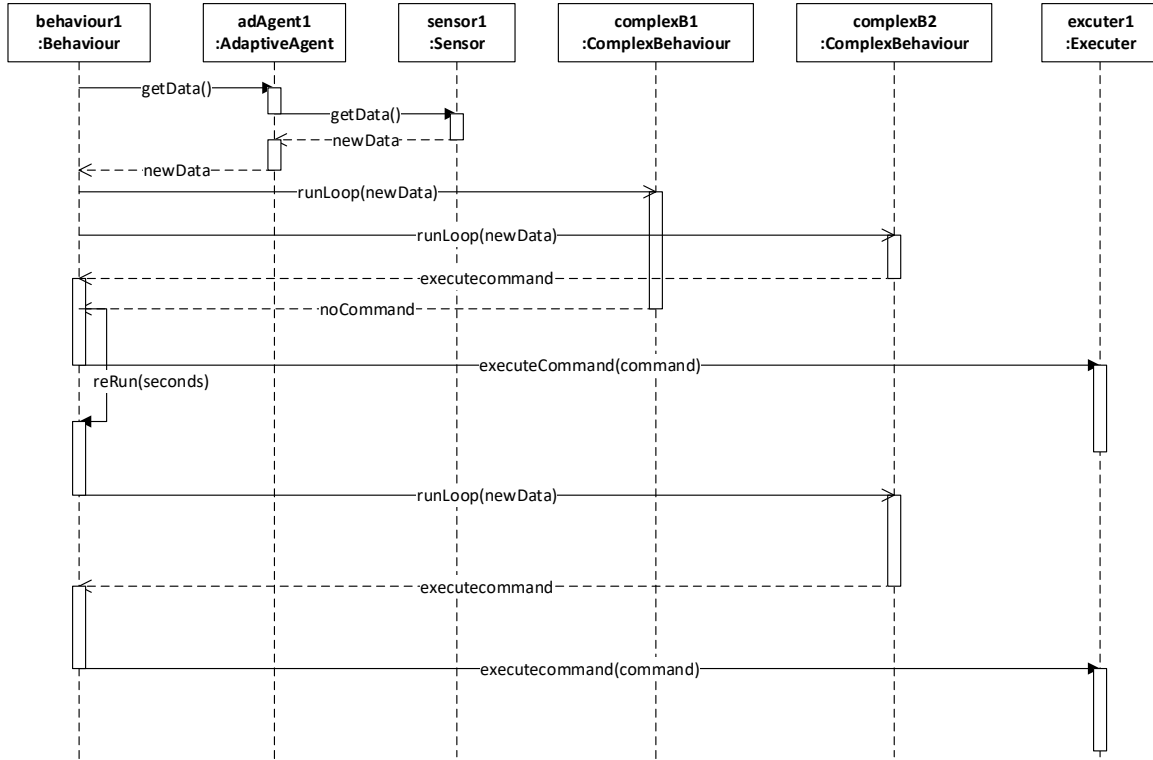 behaviour1
:Behaviour
adAgent1
:AdaptiveAgent
sensor1
:Sensor
complexB1
:ComplexBehaviour
complexB2
:ComplexBehaviour
excuter1
:Executer
getData()
getData()
newData
newData
runLoop(newData)
runLoop(newData)
executecommand
noCommand
executeCommand(command)
reRun(seconds)
runLoop(newData)
executecommand
executecommand(command)